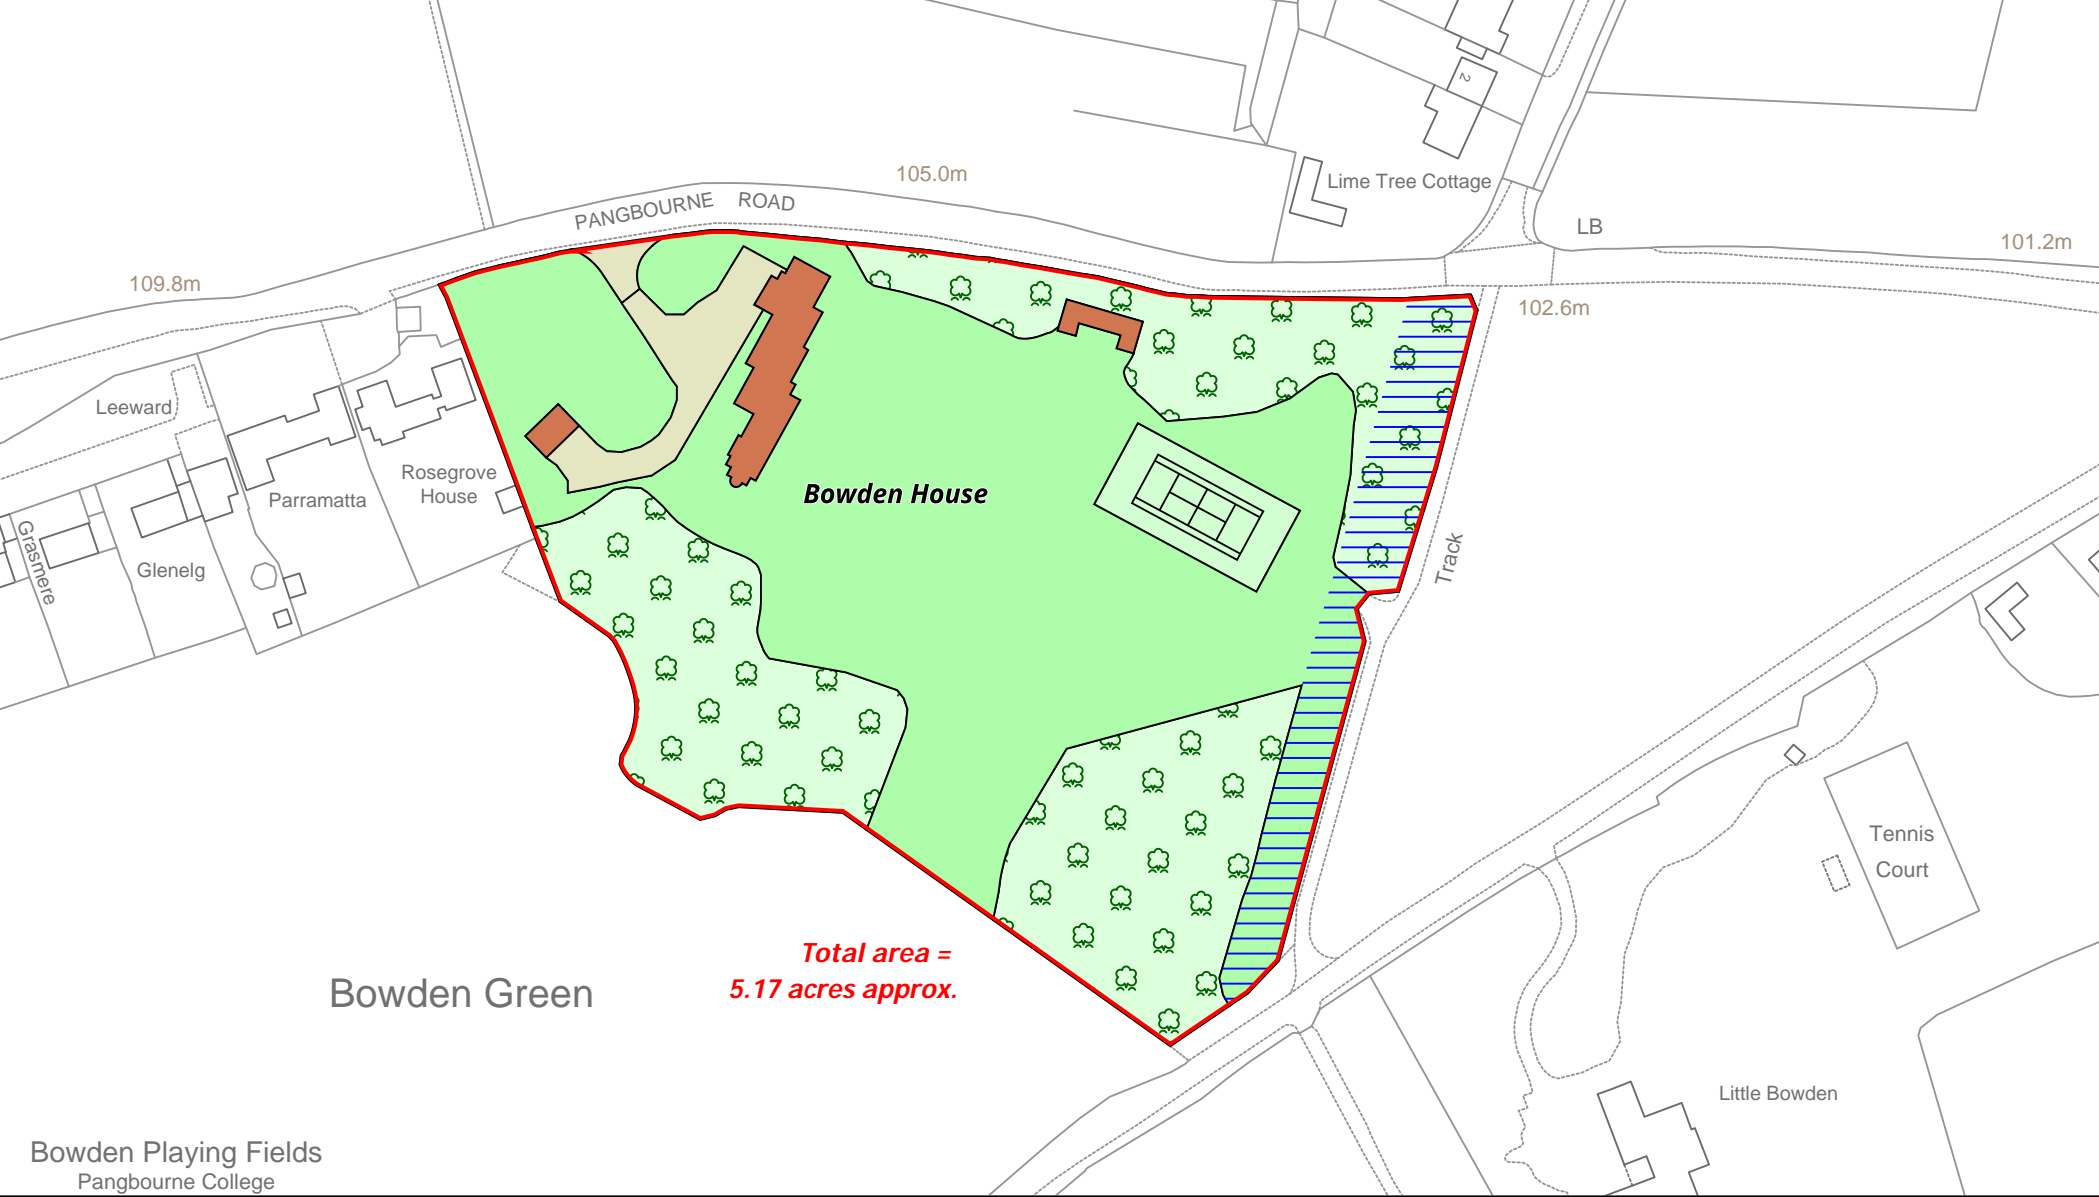 2
105.0m
Lime Tree Cottage
PANGBOURNE ROAD
LB
101.2m
109.8m
102.6m
Leeward
Rosegrove
House
Parramatta
Bowden House
Grasmere
Glenelg
Track
Tennis
Court
Total area =
5.17 acres approx.
Bowden Green
Little Bowden
Bowden Playing Fields
Pangbourne College